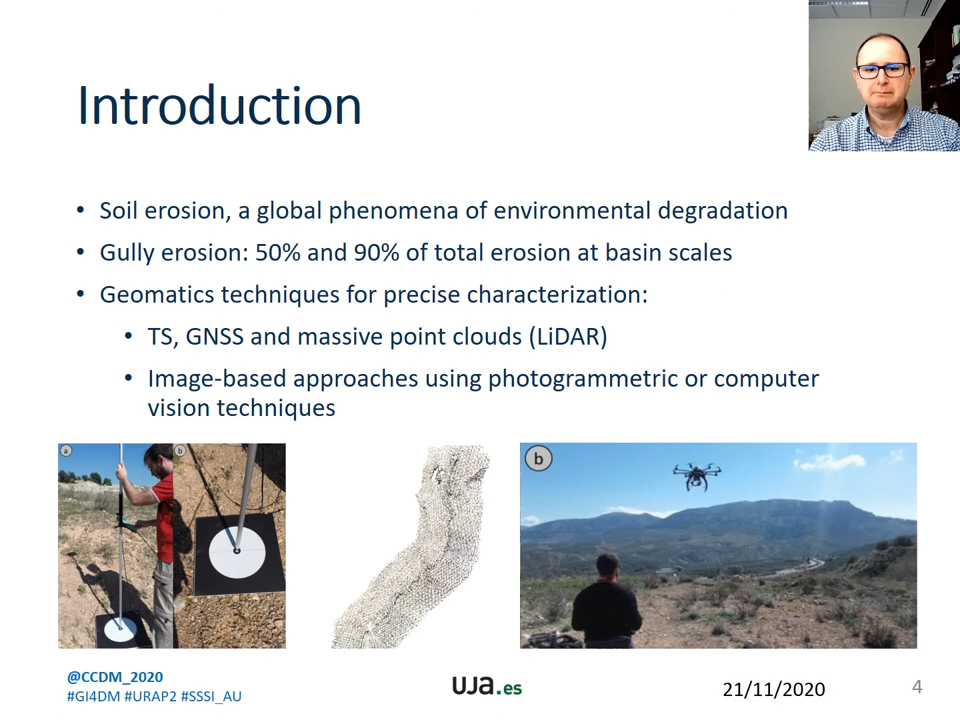 Introduction
• Soil erosion, a global phenomena of environmental degradation
• Gully erosion: 50% and 90% of total erosion at basin scales
• Geomatics techniques for precise characterization:
• TS, GNSS and massive point clouds (LiDAR)
• Image-based approaches using photogrammetric or computer
vision techniques
a
b
b
@CCDM_2020
#GI4DM #URAP2 #SSSI_AU
uja.es
21/11/2020
4